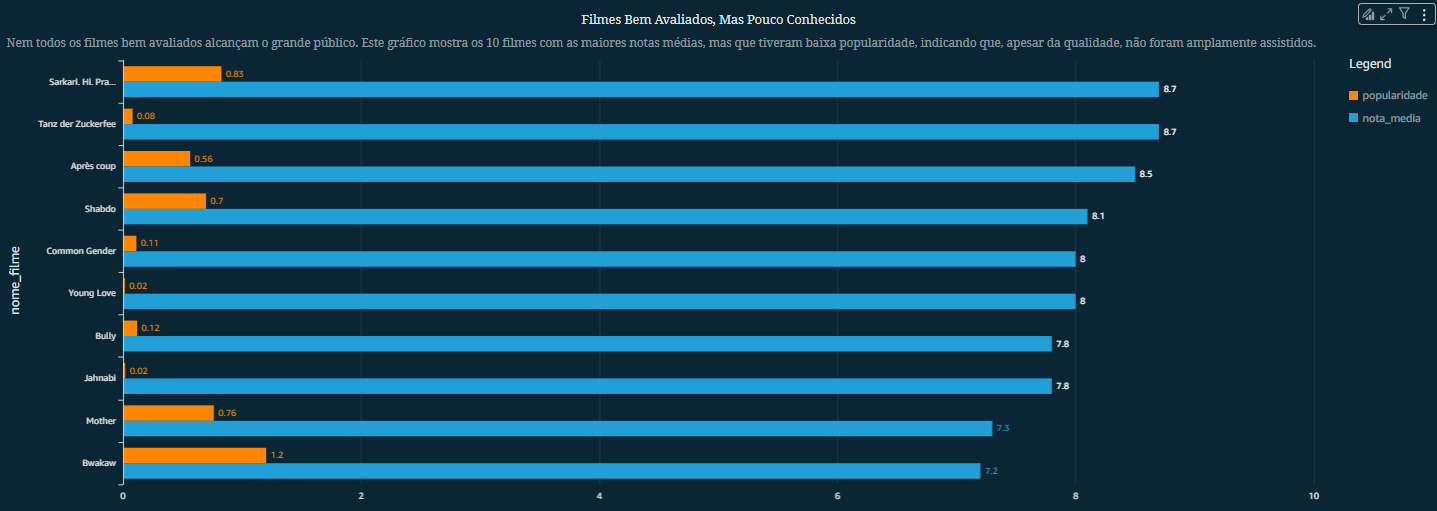 Filmes Bem Avaliados, Mas Pouco Conhecidos
Nem todos os filmes bem avaliados alcançam o grande público. Este gráfico mostra os 10 filmes com as maiores notas médias, mas que tiveram baixa popularidade, indicando que, apesar da qualidade, não foram amplamente assistidos.
Legend
popularidade
nota_media
nome_filme
Sarkari. Hi. Pra...
0.83
8.7
Tanz der Zuckerfee
0.08
8.7
Après coup
0.56
8.5
Shabdo
0.7
8.1
Common Gender
0.11
8
Young Love
0.02
8
Bully
0.12
7.8
Jahnabi
0.02
7.8
Mother
0.76
7.3
Bwakaw
1.2
7.2
0 2 4 6 8 10